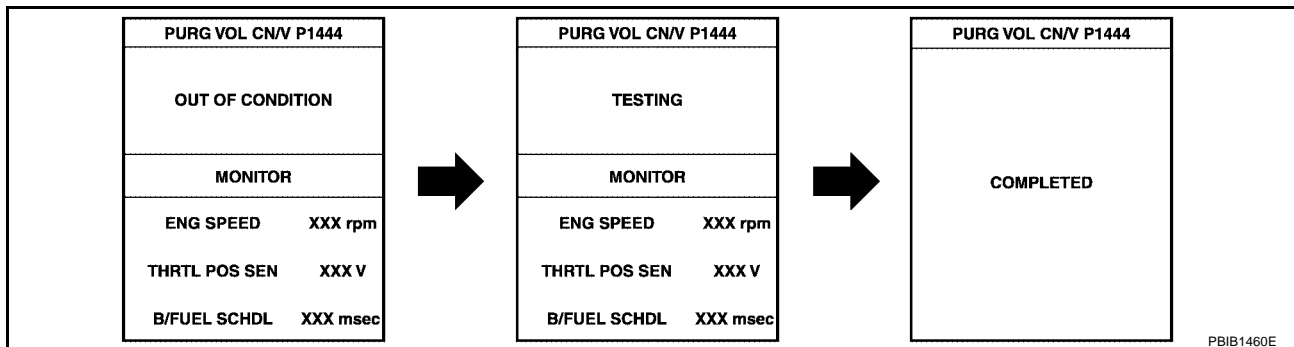 PURG VOL CN/V P1444
OUT OF CONDITION
MONITOR
ENG SPEED XXX rpm
THRTL POS SEN XXX V
B/FUEL SCHDL XXX msec
PURG VOL CN/V P1444
TESTING
MONITOR
ENG SPEED XXX rpm
THRTL POS SEN XXX V
B/FUEL SCHDL XXX msec
PURG VOL CN/V P1444
COMPLETED
PBIB1460E